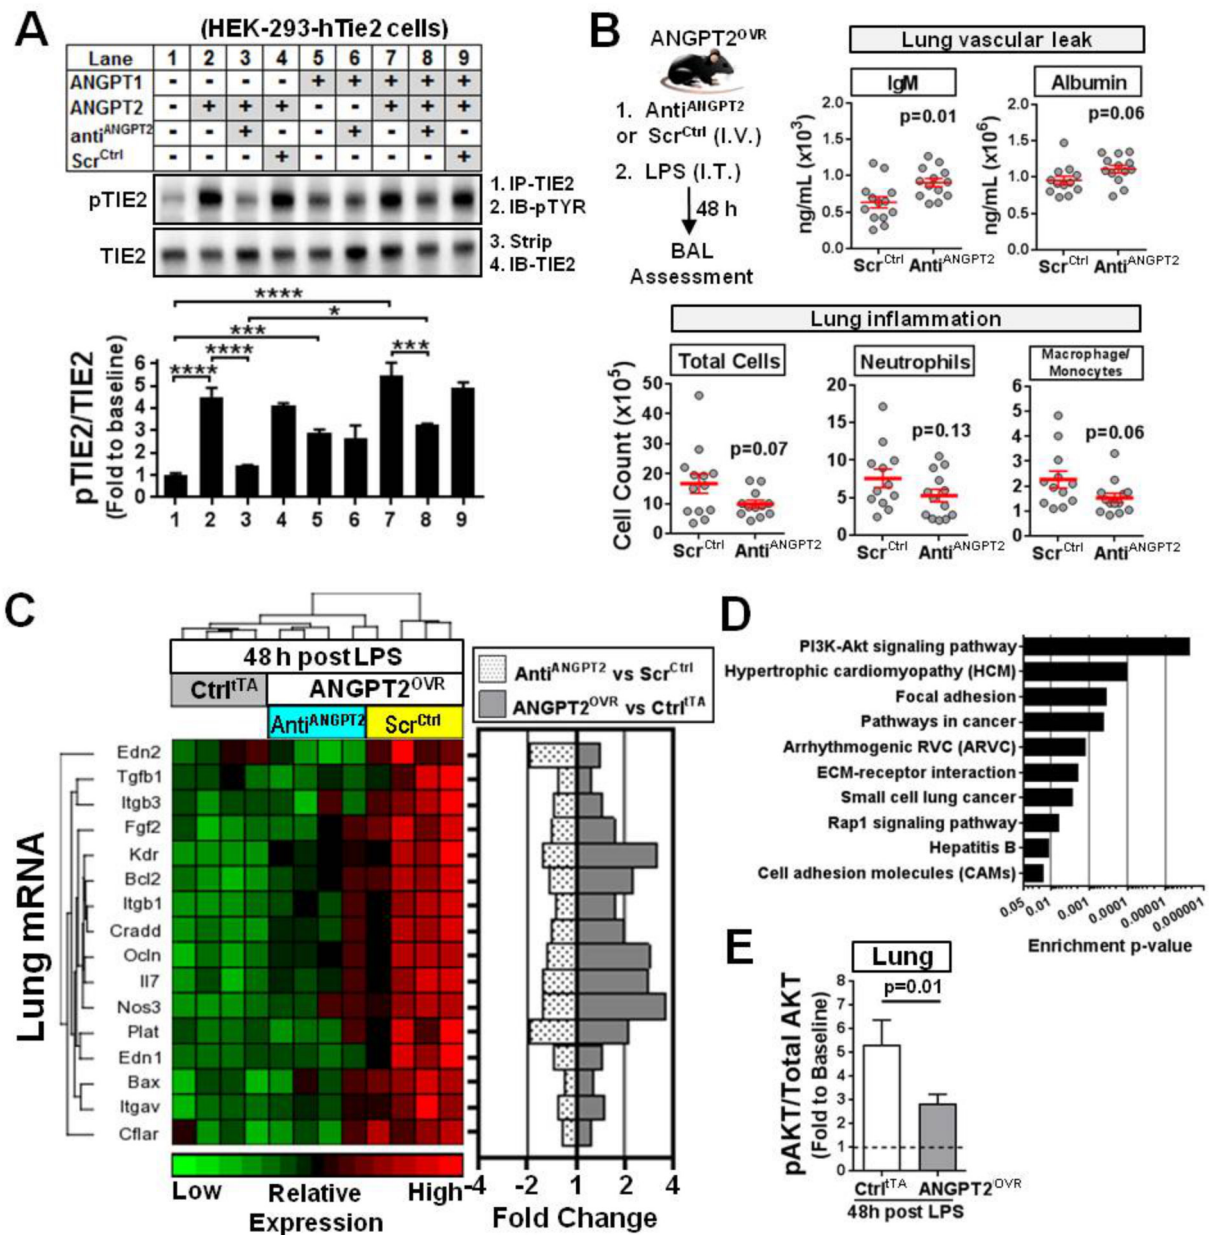 A
(HEK-293-hTie2 cells)
Lane 1 2 3 4 5 6 7 8 9
ANGPT1 - - - - + + + + +
ANGPT2 - + + + - - + + +
anti^ANGPT2 - - + - - + - + -
Scr^Ctrl - - - + - - - - +
pTIE2
1. IP-TIE2
2. IB-pTYR
TIE2
3. Strip
4. IB-TIE2
****
*
***
****
****
***
pTIE2/TIE2
(Fold to baseline)
6
5
4
3
2
1
0
1 2 3 4 5 6 7 8 9
B
ANGPT2^OVR
1. Anti^ANGPT2
or Scr^Ctrl (I.V.)
2. LPS (I.T.)
48 h
BAL
Assessment
Lung vascular leak
IgM
ng/mL (x10^3)
2.0
1.5
1.0
0.5
0.0
p=0.01
Scr^Ctrl Anti^ANGPT2
Albumin
ng/mL (x10^6)
2.0
1.5
1.0
0.5
0.0
p=0.06
Scr^Ctrl Anti^ANGPT2
Lung inflammation
Total Cells
Cell Count (x10^5)
50
40
30
20
10
0
p=0.07
Scr^Ctrl Anti^ANGPT2
Neutrophils
20
15
10
5
0
p=0.13
Scr^Ctrl Anti^ANGPT2
Macrophage/
Monocytes
6
5
4
3
2
1
0
p=0.06
Scr^Ctrl Anti^ANGPT2
C
48h post LPS
Ctrl^tTA ANGPT2^OVR
Anti^ANGPT2 Scr^Ctrl
Lung mRNA
Edn2
Tgfb1
Itgb3
Fgf2
Kdr
Bcl2
Itgb1
Cradd
Ocln
Il7
Nos3
Plat
Edn1
Bax
Itgav
Cflar
Low Relative High
Expression
Anti^ANGPT2 vs Scr^Ctrl
ANGPT2^OVR vs Ctrl^tTA
-4 -2 1 2 4
Fold Change
D
PI3K-Akt signaling pathway
Hypertrophic cardiomyopathy (HCM)
Focal adhesion
Pathways in cancer
Arrhythmogenic RVC (ARVC)
ECM-receptor interaction
Small cell lung cancer
Rap1 signaling pathway
Hepatitis B
Cell adhesion molecules (CAMs)
0.05 0.01 0.001 0.0001 0.00001 0.000001
Enrichment p-value
E
Lung
pAKT/Total AKT
(Fold to Baseline)
8
7
6
5
4
3
2
1
0
p=0.01
Ctrl^tTA ANGPT2^OVR
48h post LPS